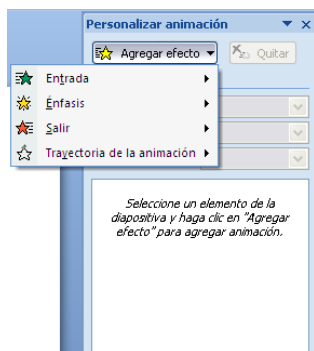 Personalizar animación
Agregar efecto
Quitar
Entrada
Énfasis
Salir
Trayectoria de la animación
Seleccione un elemento de la
diapositiva y haga clic en "Agregar
efecto" para agregar animación.